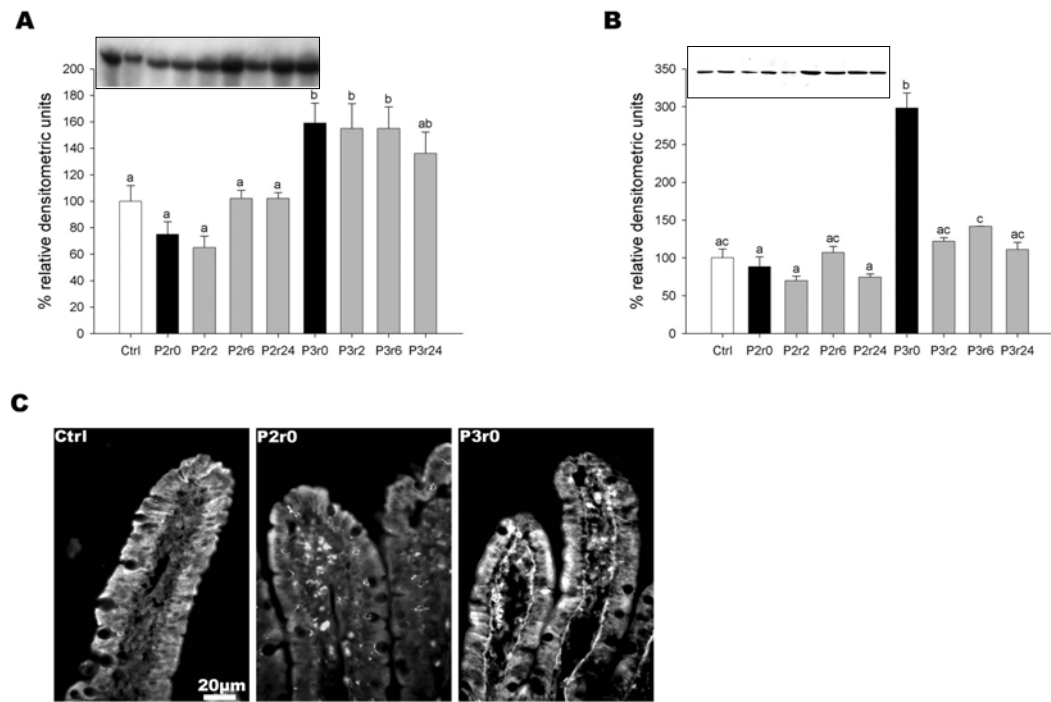 A
% relative densitometric units
200
180
160
140
120
100
80
60
40
20
0
a
a
a
a
a
b
b
b
ab
Ctrl P2r0 P2r2 P2r6 P2r24 P3r0 P3r2 P3r6 P3r24
B
% relative densitometric units
350
300
250
200
150
100
50
0
ac
a
a
ac
a
b
ac
c
ac
Ctrl P2r0 P2r2 P2r6 P2r24 P3r0 P3r2 P3r6 P3r24
C
Ctrl
20µm
P2r0
P3r0